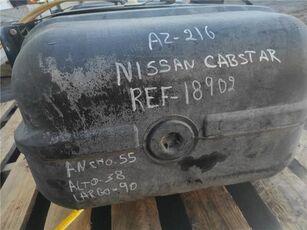 AZ-216
NISSAN CABSTAR
REF-18902
ANCHO-55
ALTO-38
LARGO-90